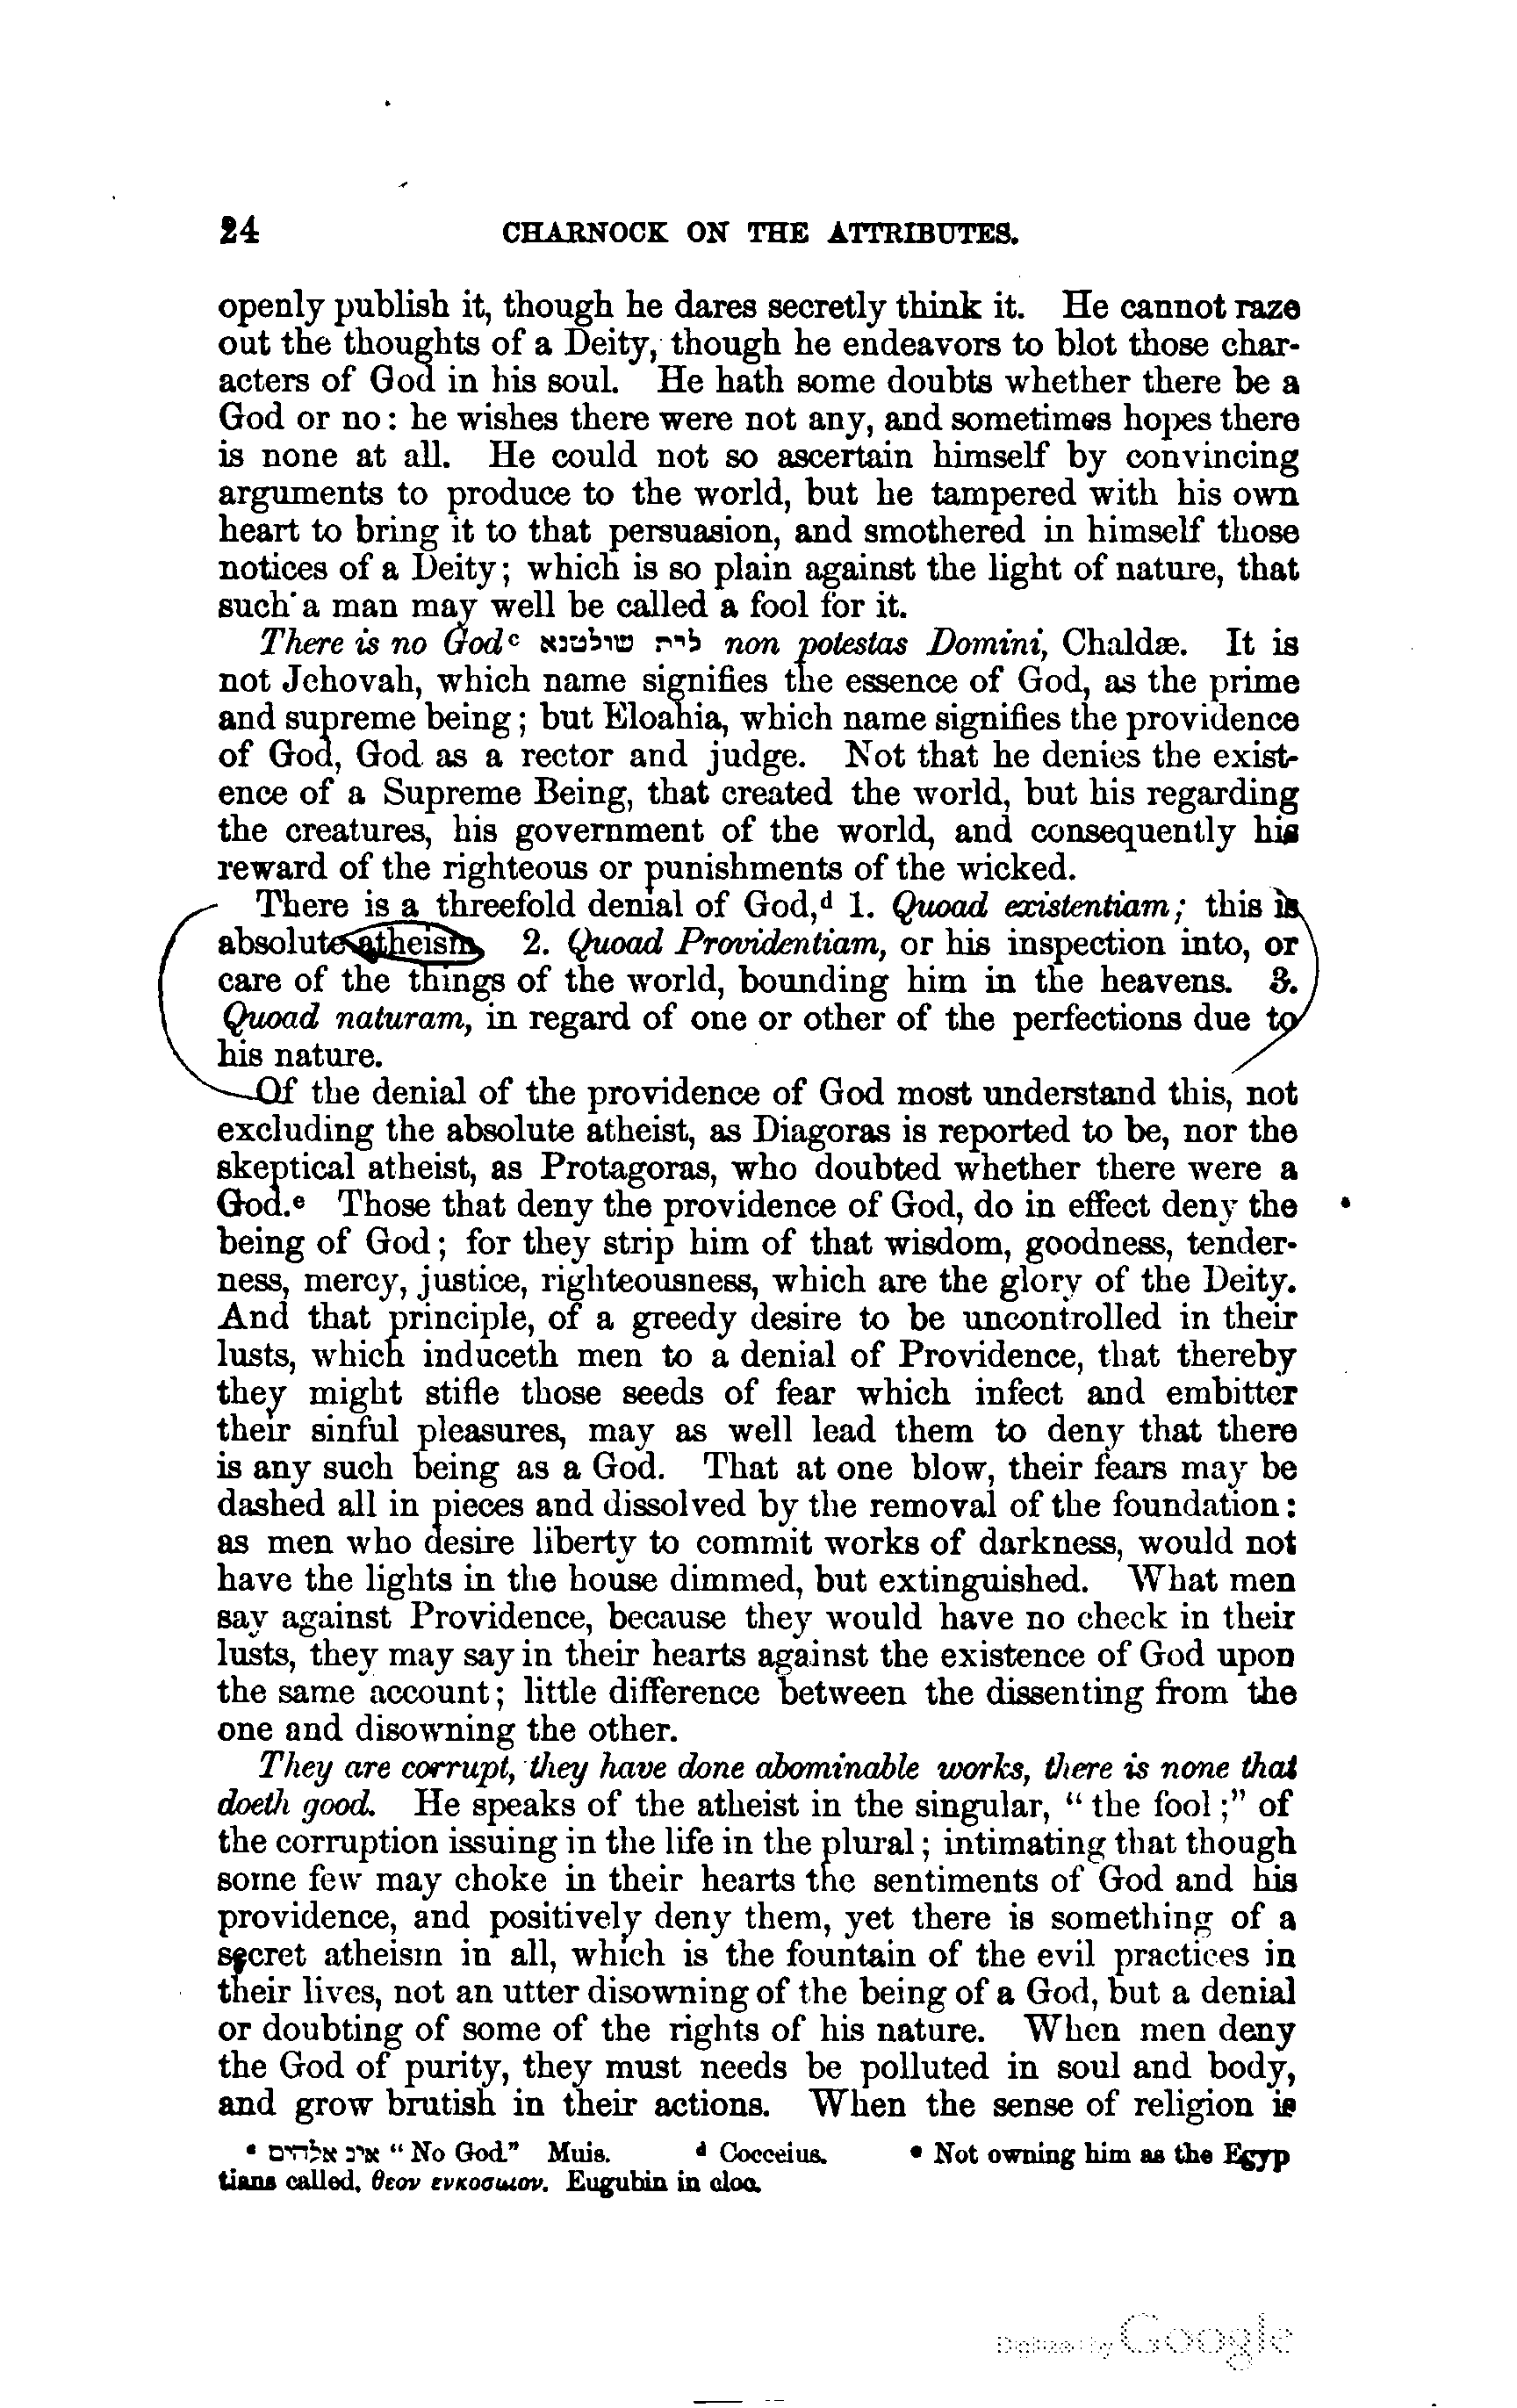 24 CHARNOCK ON THE ATTRIBUTES.
openly publish it, though he dares secretly think it. He cannot raze
out the thoughts of a Deity, though he endeavors to blot those char-
acters of God in his soul. He hath some doubts whether there be a
God or no: he wishes there were not any, and sometimes hopes there
is none at all. He could not so ascertain himself by convincing
arguments to produce to the world, but he tampered with his own
heart to bring it to that persuasion, and smothered in himself those
notices of a Deity; which is so plain against the light of nature, that
such a man may well be called a fool for it.
There is no God c לית שולטנא non potestas Domini, Chaldæ. It is
not Jehovah, which name signifies the essence of God, as the prime
and supreme being; but Eloahia, which name signifies the providence
of God, God as a rector and judge. Not that he denies the exist-
ence of a Supreme Being, that created the world, but his regarding
the creatures, his government of the world, and consequently his
reward of the righteous or punishments of the wicked.
There is a threefold denial of God,d 1. Quoad existentiam; this is
absolute atheism. 2. Quoad Providentiam, or his inspection into, or
care of the things of the world, bounding him in the heavens. 3.
Quoad naturam, in regard of one or other of the perfections due to
his nature.
Of the denial of the providence of God most understand this, not
excluding the absolute atheist, as Diagoras is reported to be, nor the
skeptical atheist, as Protagoras, who doubted whether there were a
God.e Those that deny the providence of God, do in effect deny the
being of God; for they strip him of that wisdom, goodness, tender-
ness, mercy, justice, righteousness, which are the glory of the Deity.
And that principle, of a greedy desire to be uncontrolled in their
lusts, which induceth men to a denial of Providence, that thereby
they might stifle those seeds of fear which infect and embitter
their sinful pleasures, may as well lead them to deny that there
is any such being as a God. That at one blow, their fears may be
dashed all in pieces and dissolved by the removal of the foundation:
as men who desire liberty to commit works of darkness, would not
have the lights in the house dimmed, but extinguished. What men
say against Providence, because they would have no check in their
lusts, they may say in their hearts against the existence of God upon
the same account; little difference between the dissenting from the
one and disowning the other.
They are corrupt, they have done abominable works, there is none that
doeth good. He speaks of the atheist in the singular, “the fool;” of
the corruption issuing in the life in the plural; intimating that though
some few may choke in their hearts the sentiments of God and his
providence, and positively deny them, yet there is something of a
secret atheism in all, which is the fountain of the evil practices in
their lives, not an utter disowning of the being of a God, but a denial
or doubting of some of the rights of his nature. When men deny
the God of purity, they must needs be polluted in soul and body,
and grow brutish in their actions. When the sense of religion is
c אין אלהים “No God.” Muis. d Cocceius. e Not owning him as the Egyp
tians called, θεον ενκοσμιον. Eugubin in
Digitized by Google